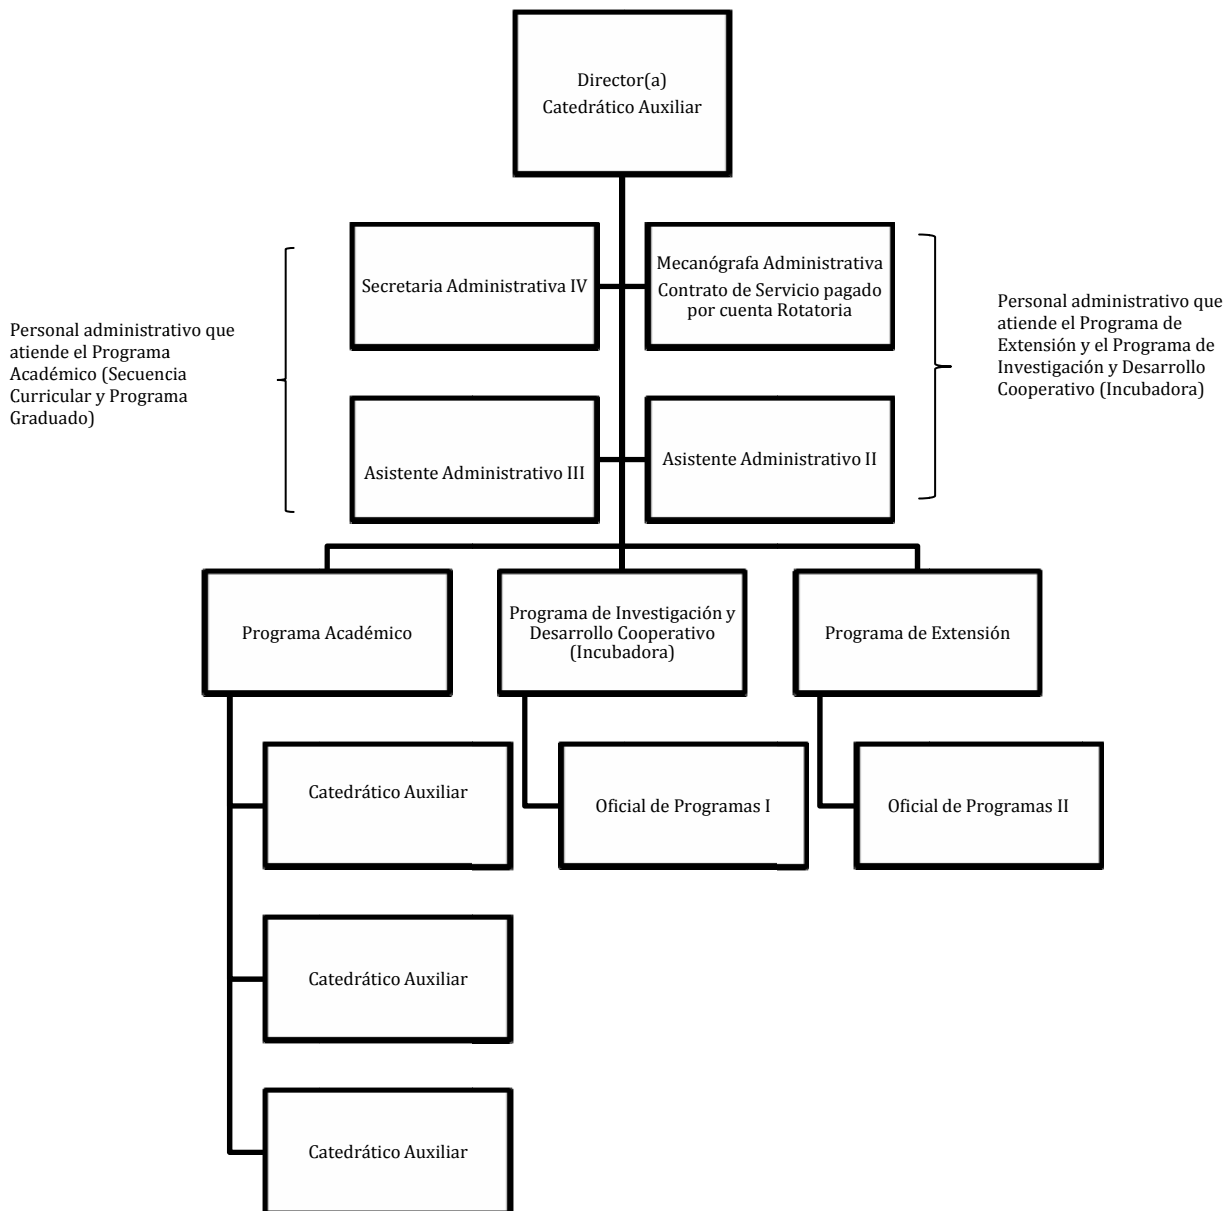 Director(a)
Catedrático Auxiliar
Secretaria Administrativa IV
Mecanógrafa Administrativa
Contrato de Servicio pagado
por cuenta Rotatoria
Personal administrativo que
atiende el Programa
Académico (Secuencia
Curricular y Programa
Graduado)
Personal administrativo que
atiende el Programa de
Extensión y el Programa de
Investigación y Desarrollo
Cooperativo (Incubadora)
Asistente Administrativo III
Asistente Administrativo II
Programa Académico
Programa de Investigación y
Desarrollo Cooperativo
(Incubadora)
Programa de Extensión
Catedrático Auxiliar
Oficial de Programas I
Oficial de Programas II
Catedrático Auxiliar
Catedrático Auxiliar